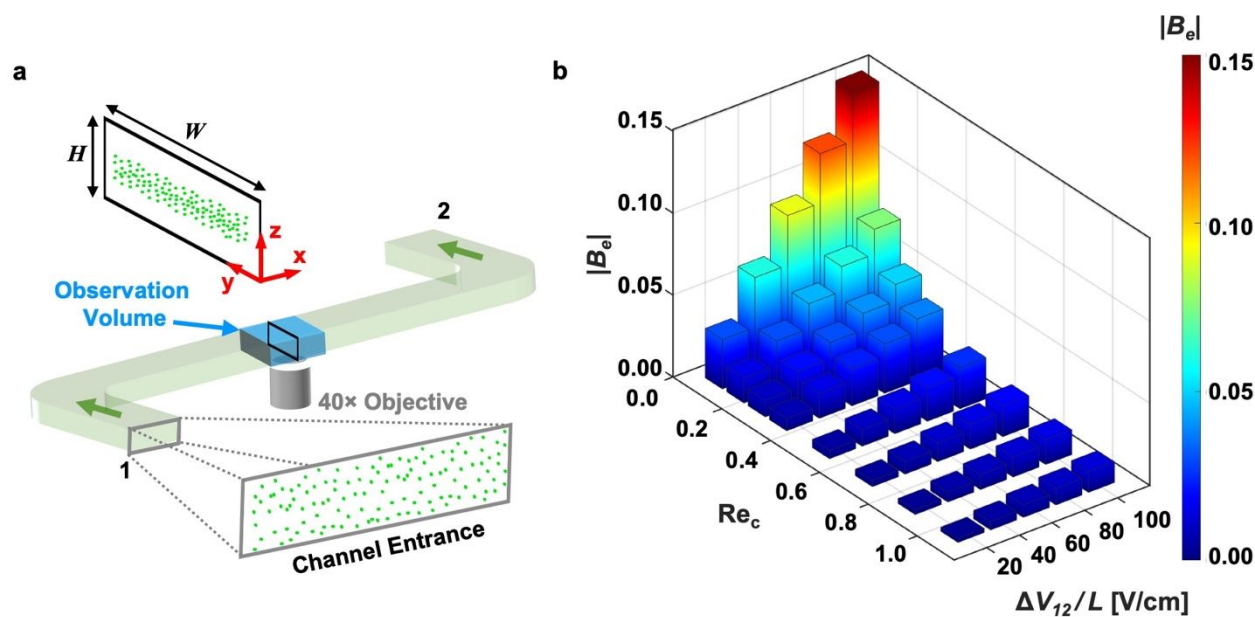 a
W
H
z
x
y
2
Observation
Volume
40× Objective
1
Channel Entrance
b
|Bₑ|
0.15
0.10
0.05
0.00
0.0
0.2
0.4
0.6
0.8
1.0
Re꜀
20
40
60
80
100
ΔV₁₂/L [V/cm]
|Bₑ|
0.15
0.10
0.05
0.00